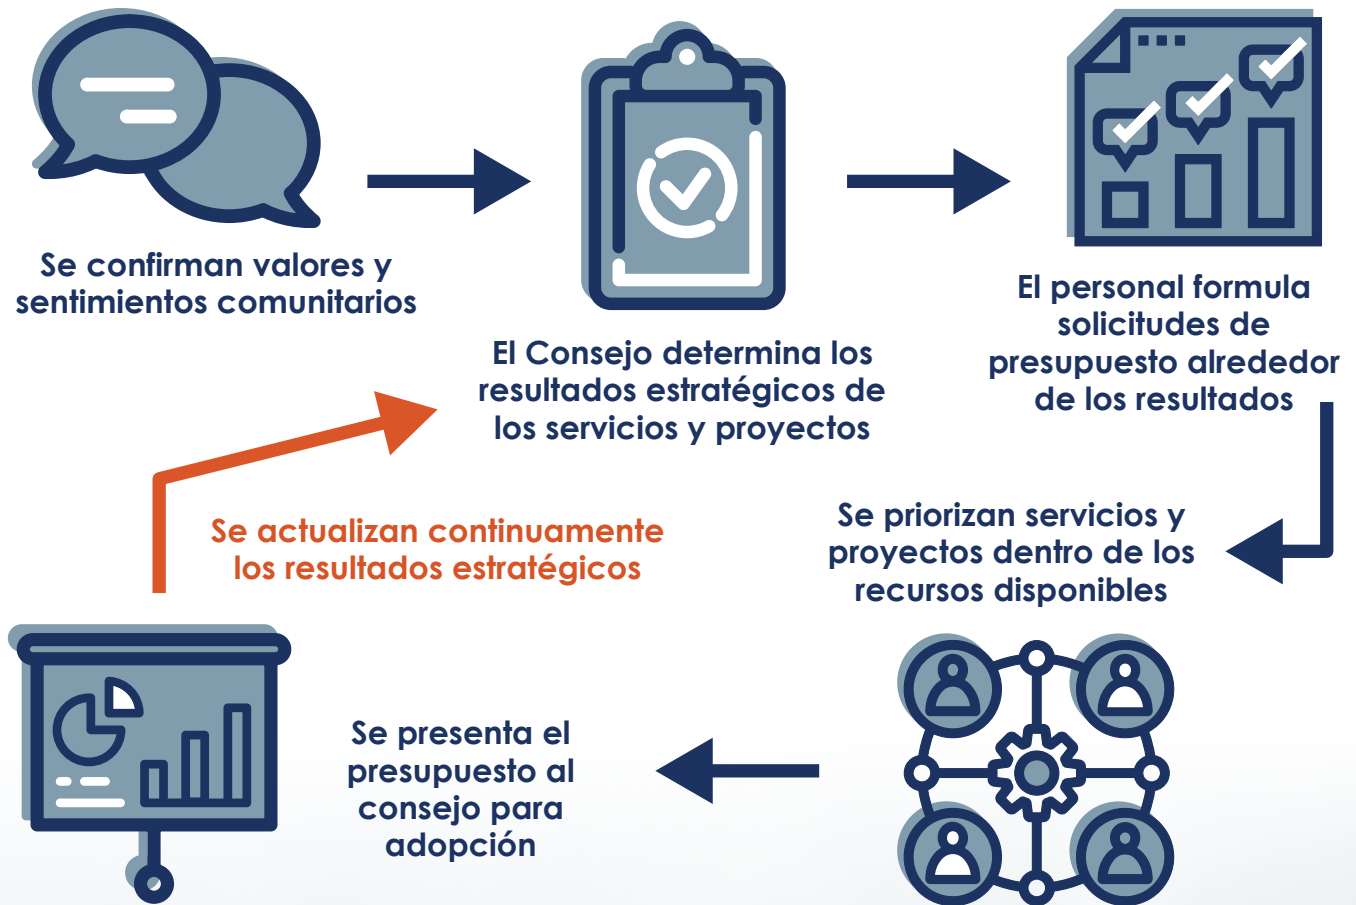 Se confirman valores y
sentimientos comunitarios
El Consejo determina los
resultados estratégicos de
los servicios y proyectos
El personal formula
solicitudes de
presupuesto alrededor
de los resultados
Se priorizan servicios y
proyectos dentro de los
recursos disponibles
Se presenta el
presupuesto al
consejo para
adopción
Se actualizan continuamente
los resultados estratégicos